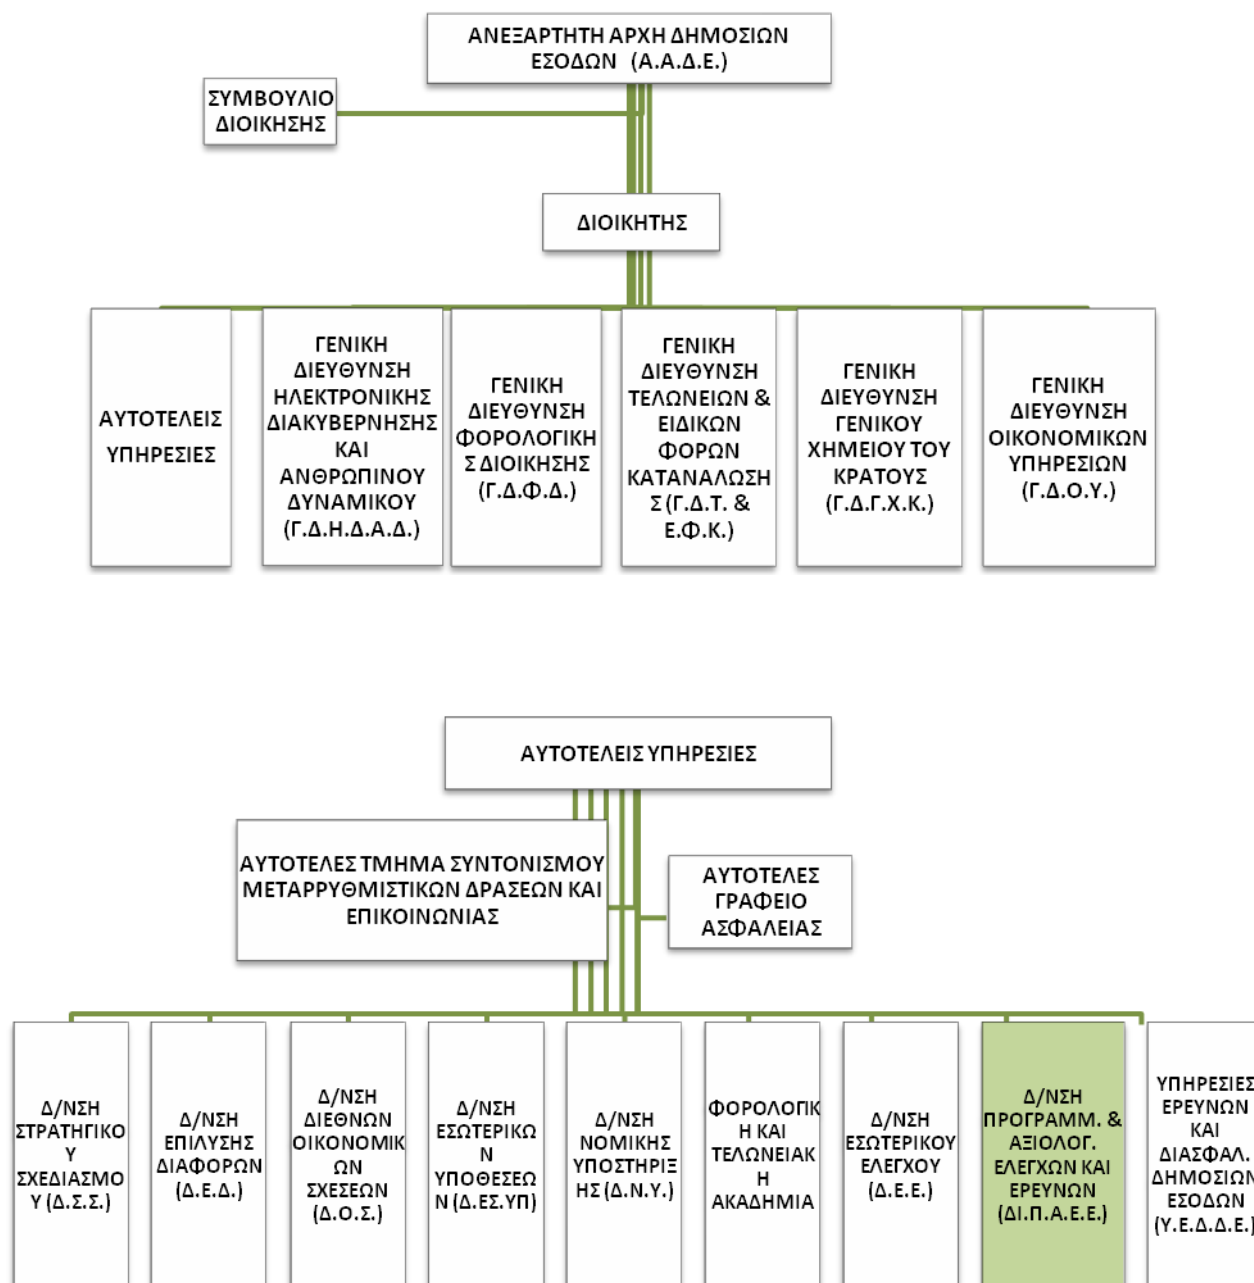 ΑΝΕΞΑΡΤΗΤΗ ΑΡΧΗ ΔΗΜΟΣΙΩΝ
ΕΣΟΔΩΝ (Α.Α.Δ.Ε.)
ΣΥΜΒΟΥΛΙΟ
ΔΙΟΙΚΗΣΗΣ
ΔΙΟΙΚΗΤΗΣ
ΑΥΤΟΤΕΛΕΙΣ
ΥΠΗΡΕΣΙΕΣ
ΓΕΝΙΚΗ
ΔΙΕΥΘΥΝΣΗ
ΗΛΕΚΤΡΟΝΙΚΗΣ
ΔΙΑΚΥΒΕΡΝΗΣΗΣ
ΚΑΙ
ΑΝΘΡΩΠΙΝΟΥ
ΔΥΝΑΜΙΚΟΥ
(Γ.Δ.Η.Δ.Α.Δ.)
ΓΕΝΙΚΗ
ΔΙΕΥΘΥΝΣΗ
ΦΟΡΟΛΟΓΙΚΗ
Σ ΔΙΟΙΚΗΣΗΣ
(Γ.Δ.Φ.Δ.)
ΓΕΝΙΚΗ
ΔΙΕΥΘΥΝΣΗ
ΤΕΛΩΝΕΙΩΝ &
ΕΙΔΙΚΩΝ
ΦΟΡΩΝ
ΚΑΤΑΝΑΛΩΣΗ
Σ (Γ.Δ.Τ. &
Ε.Φ.Κ.)
ΓΕΝΙΚΗ
ΔΙΕΥΘΥΝΣΗ
ΓΕΝΙΚΟΥ
ΧΗΜΕΙΟΥ ΤΟΥ
ΚΡΑΤΟΥΣ
(Γ.Δ.Γ.Χ.Κ.)
ΓΕΝΙΚΗ
ΔΙΕΥΘΥΝΣΗ
ΟΙΚΟΝΟΜΙΚΩΝ
ΥΠΗΡΕΣΙΩΝ
(Γ.Δ.Ο.Υ.)
ΑΥΤΟΤΕΛΕΙΣ ΥΠΗΡΕΣΙΕΣ
ΑΥΤΟΤΕΛΕΣ ΤΜΗΜΑ ΣΥΝΤΟΝΙΣΜΟΥ
ΜΕΤΑΡΡΥΘΜΙΣΤΙΚΩΝ ΔΡΑΣΕΩΝ ΚΑΙ
ΕΠΙΚΟΙΝΩΝΙΑΣ
ΑΥΤΟΤΕΛΕΣ
ΓΡΑΦΕΙΟ
ΑΣΦΑΛΕΙΑΣ
Δ/ΝΣΗ
ΣΤΡΑΤΗΓΙΚΟ
Υ
ΣΧΕΔΙΑΣΜΟ
Υ (Δ.Σ.Σ.)
Δ/ΝΣΗ
ΕΠΙΛΥΣΗΣ
ΔΙΑΦΟΡΩΝ
(Δ.Ε.Δ.)
Δ/ΝΣΗ
ΔΙΕΘΝΩΝ
ΟΙΚΟΝΟΜΙΚ
ΩΝ
ΣΧΕΣΕΩΝ
(Δ.Ο.Σ.)
Δ/ΝΣΗ
ΕΣΩΤΕΡΙΚΩ
Ν
ΥΠΟΘΕΣΕΩ
Ν (Δ.ΕΣ.ΥΠ)
Δ/ΝΣΗ
ΝΟΜΙΚΗΣ
ΥΠΟΣΤΗΡΙΞ
ΗΣ (Δ.Ν.Υ.)
ΦΟΡΟΛΟΓΙΚ
Η ΚΑΙ
ΤΕΛΩΝΕΙΑΚ
Η
ΑΚΑΔΗΜΙΑ
Δ/ΝΣΗ
ΕΣΩΤΕΡΙΚΟΥ
ΕΛΕΓΧΟΥ
(Δ.Ε.Ε.)
Δ/ΝΣΗ
ΠΡΟΓΡΑΜΜ. &
ΑΞΙΟΛΟΓ.
ΕΛΕΓΧΩΝ ΚΑΙ
ΕΡΕΥΝΩΝ
(ΔΙ.Π.Α.Ε.Ε.)
ΥΠΗΡΕΣΙΕΣ
ΕΡΕΥΝΩΝ
ΚΑΙ
ΔΙΑΣΦΑΛ.
ΔΗΜΟΣΙΩΝ
ΕΣΟΔΩΝ
(Υ.Ε.Δ.Δ.Ε.)